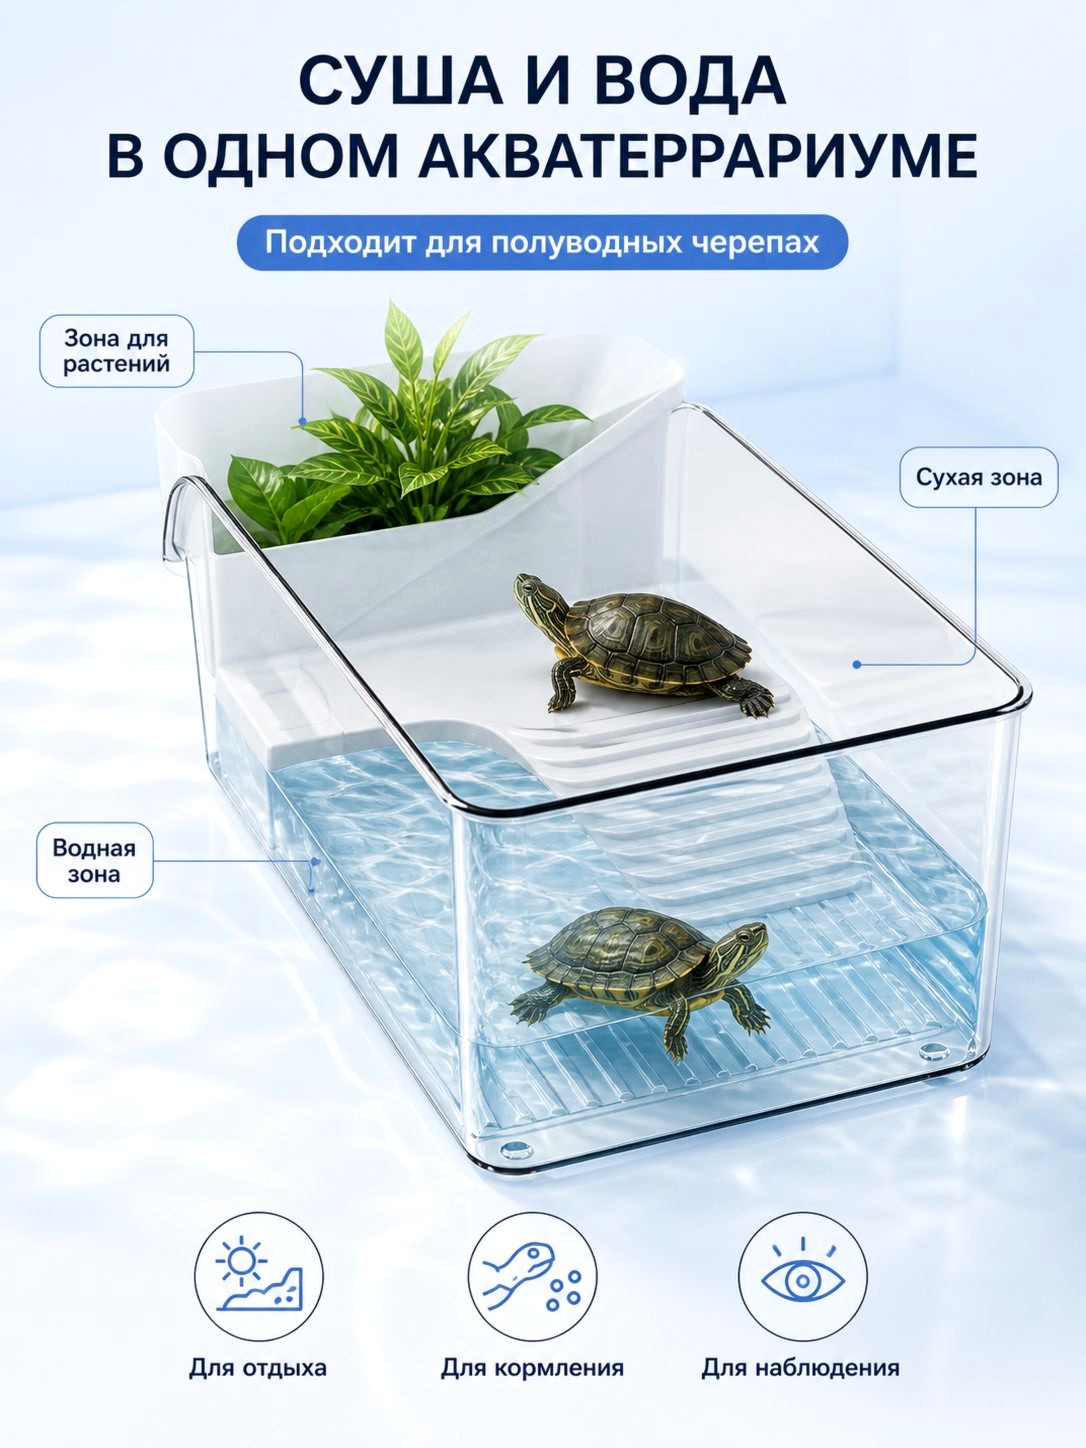 СУША И ВОДА
В ОДНОМ АКВАТЕРРАРИУМЕ
Подходит для полуводных черепах
Зона для
растений
Сухая зона
Водная
зона
Для отдыха
Для кормления
Для наблюдения